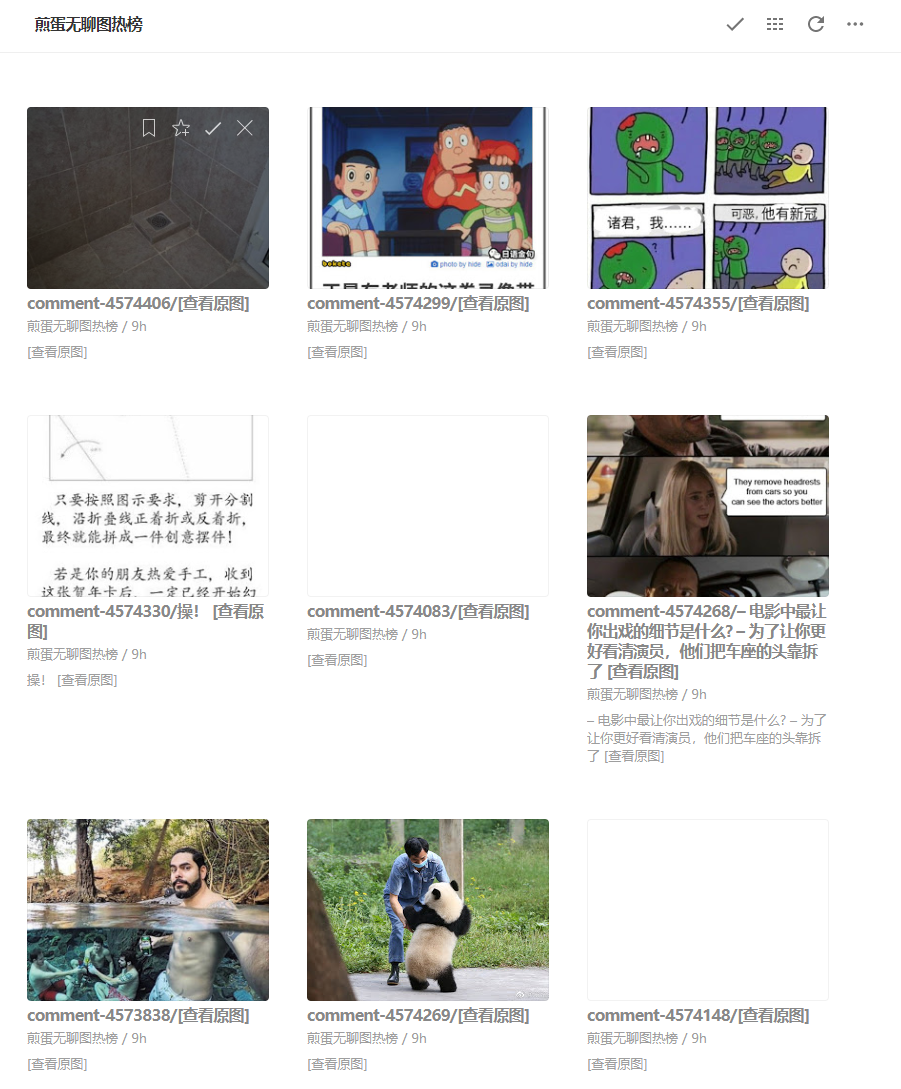 煎蛋无聊图热榜
bokete
日语金句
photo by hide
odai by hide
诸君，我……
可恶，他有新冠
?
comment-4574406/[查看原图]
煎蛋无聊图热榜 / 9h
[查看原图]
comment-4574299/[查看原图]
煎蛋无聊图热榜 / 9h
[查看原图]
comment-4574355/[查看原图]
煎蛋无聊图热榜 / 9h
[查看原图]
只要按照图示要求，剪开分割
线，沿折叠线正着折或反着折，
最终就能拼成一件创意摆件！
若是你的朋友热爱手工，收到
这张贺年卡后，一定已经开始幻
They remove headrests
from cars so you
can see the actors better
comment-4574330/操！ [查看原
图]
煎蛋无聊图热榜 / 9h
操！ [查看原图]
comment-4574083/[查看原图]
煎蛋无聊图热榜 / 9h
[查看原图]
comment-4574268/– 电影中最让
你出戏的细节是什么? – 为了让你更
好看清演员，他们把车座的头靠拆
了 [查看原图]
煎蛋无聊图热榜 / 9h
– 电影中最让你出戏的细节是什么? – 为了
让你更好看清演员，他们把车座的头靠拆
了 [查看原图]
comment-4573838/[查看原图]
煎蛋无聊图热榜 / 9h
[查看原图]
comment-4574269/[查看原图]
煎蛋无聊图热榜 / 9h
[查看原图]
comment-4574148/[查看原图]
煎蛋无聊图热榜 / 9h
[查看原图]